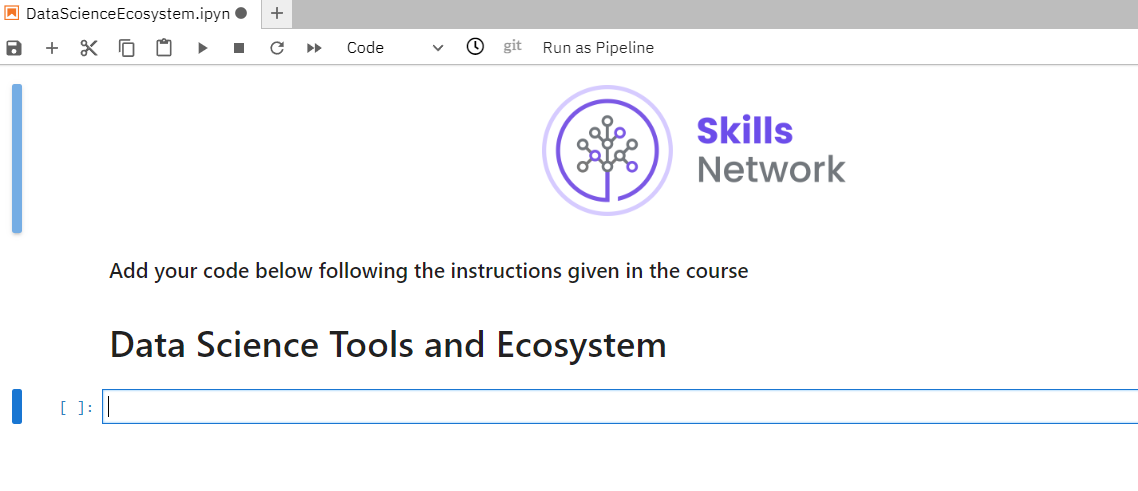 DataScienceEcosystem.ipyn
Code
git
Run as Pipeline
Skills
Network
Add your code below following the instructions given in the course
Data Science Tools and Ecosystem
[ ]: